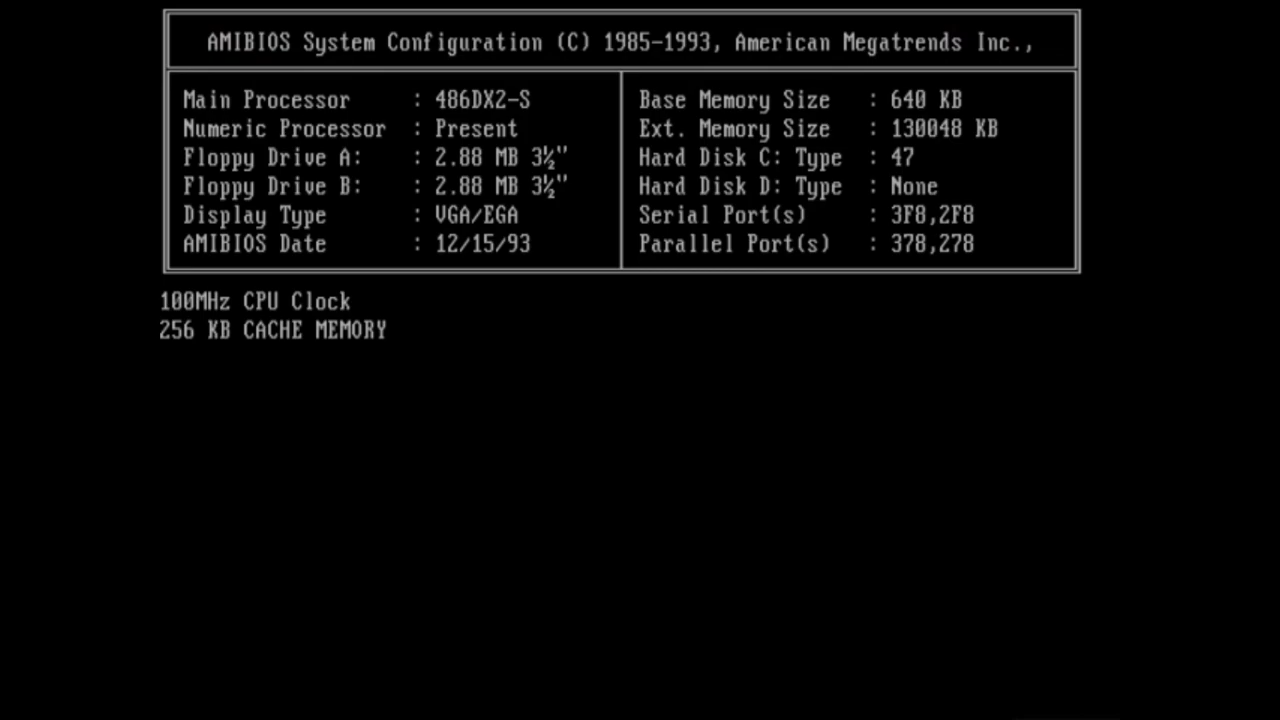 AMIBIOS System Configuration (C) 1985-1993, American Megatrends Inc.,
Main Processor : 486DX2-S
Numeric Processor : Present
Floppy Drive A: : 2.88 MB 3½"
Floppy Drive B: : 2.88 MB 3½"
Display Type : VGA/EGA
AMIBIOS Date : 12/15/93
Base Memory Size : 640 KB
Ext. Memory Size : 130048 KB
Hard Disk C: Type : 47
Hard Disk D: Type : None
Serial Port(s) : 3F8,2F8
Parallel Port(s) : 378,278
100MHz CPU Clock
256 KB CACHE MEMORY